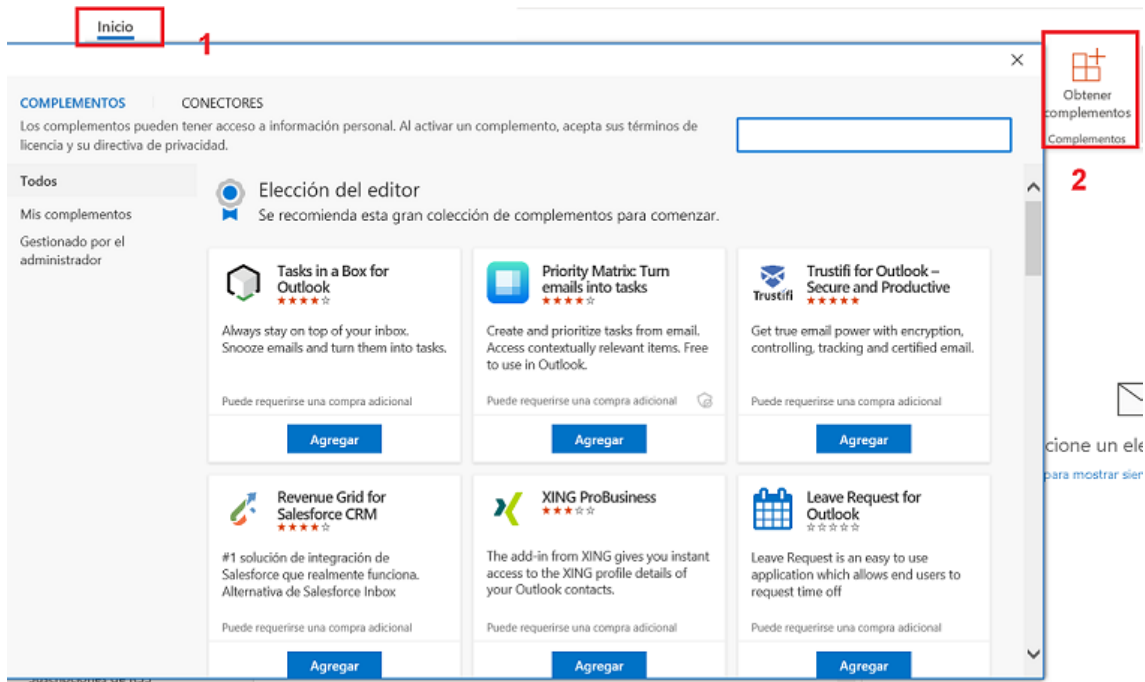 Inicio
1
COMPLEMENTOS
CONECTORES
Los complementos pueden tener acceso a información personal. Al activar un complemento, acepta sus términos de
licencia y su directiva de privacidad.
Obtener
complementos
Complementos
2
Todos
Mis complementos
Gestionado por el
administrador
Elección del editor
Se recomienda esta gran colección de complementos para comenzar.
Tasks in a Box for
Outlook
Always stay on top of your inbox.
Snooze emails and turn them into tasks.
Puede requerirse una compra adicional
Agregar
Priority Matrix: Turn
emails into tasks
Create and prioritize tasks from email.
Access contextually relevant items. Free
to use in Outlook.
Puede requerirse una compra adicional
Agregar
Trustifi
Trustifi for Outlook –
Secure and Productive
Get true email power with encryption,
controlling, tracking and certified email.
Puede requerirse una compra adicional
Agregar
Revenue Grid for
Salesforce CRM
#1 solución de integración de
Salesforce que realmente funciona.
Alternativa de Salesforce Inbox
Puede requerirse una compra adicional
Agregar
XING ProBusiness
The add-in from XING gives you instant
access to the XING profile details of
your Outlook contacts.
Puede requerirse una compra adicional
Agregar
Leave Request for
Outlook
Leave Request is an easy to use
application which allows end users to
request time off
Puede requerirse una compra adicional
Agregar
cione un ele
para mostrar sien